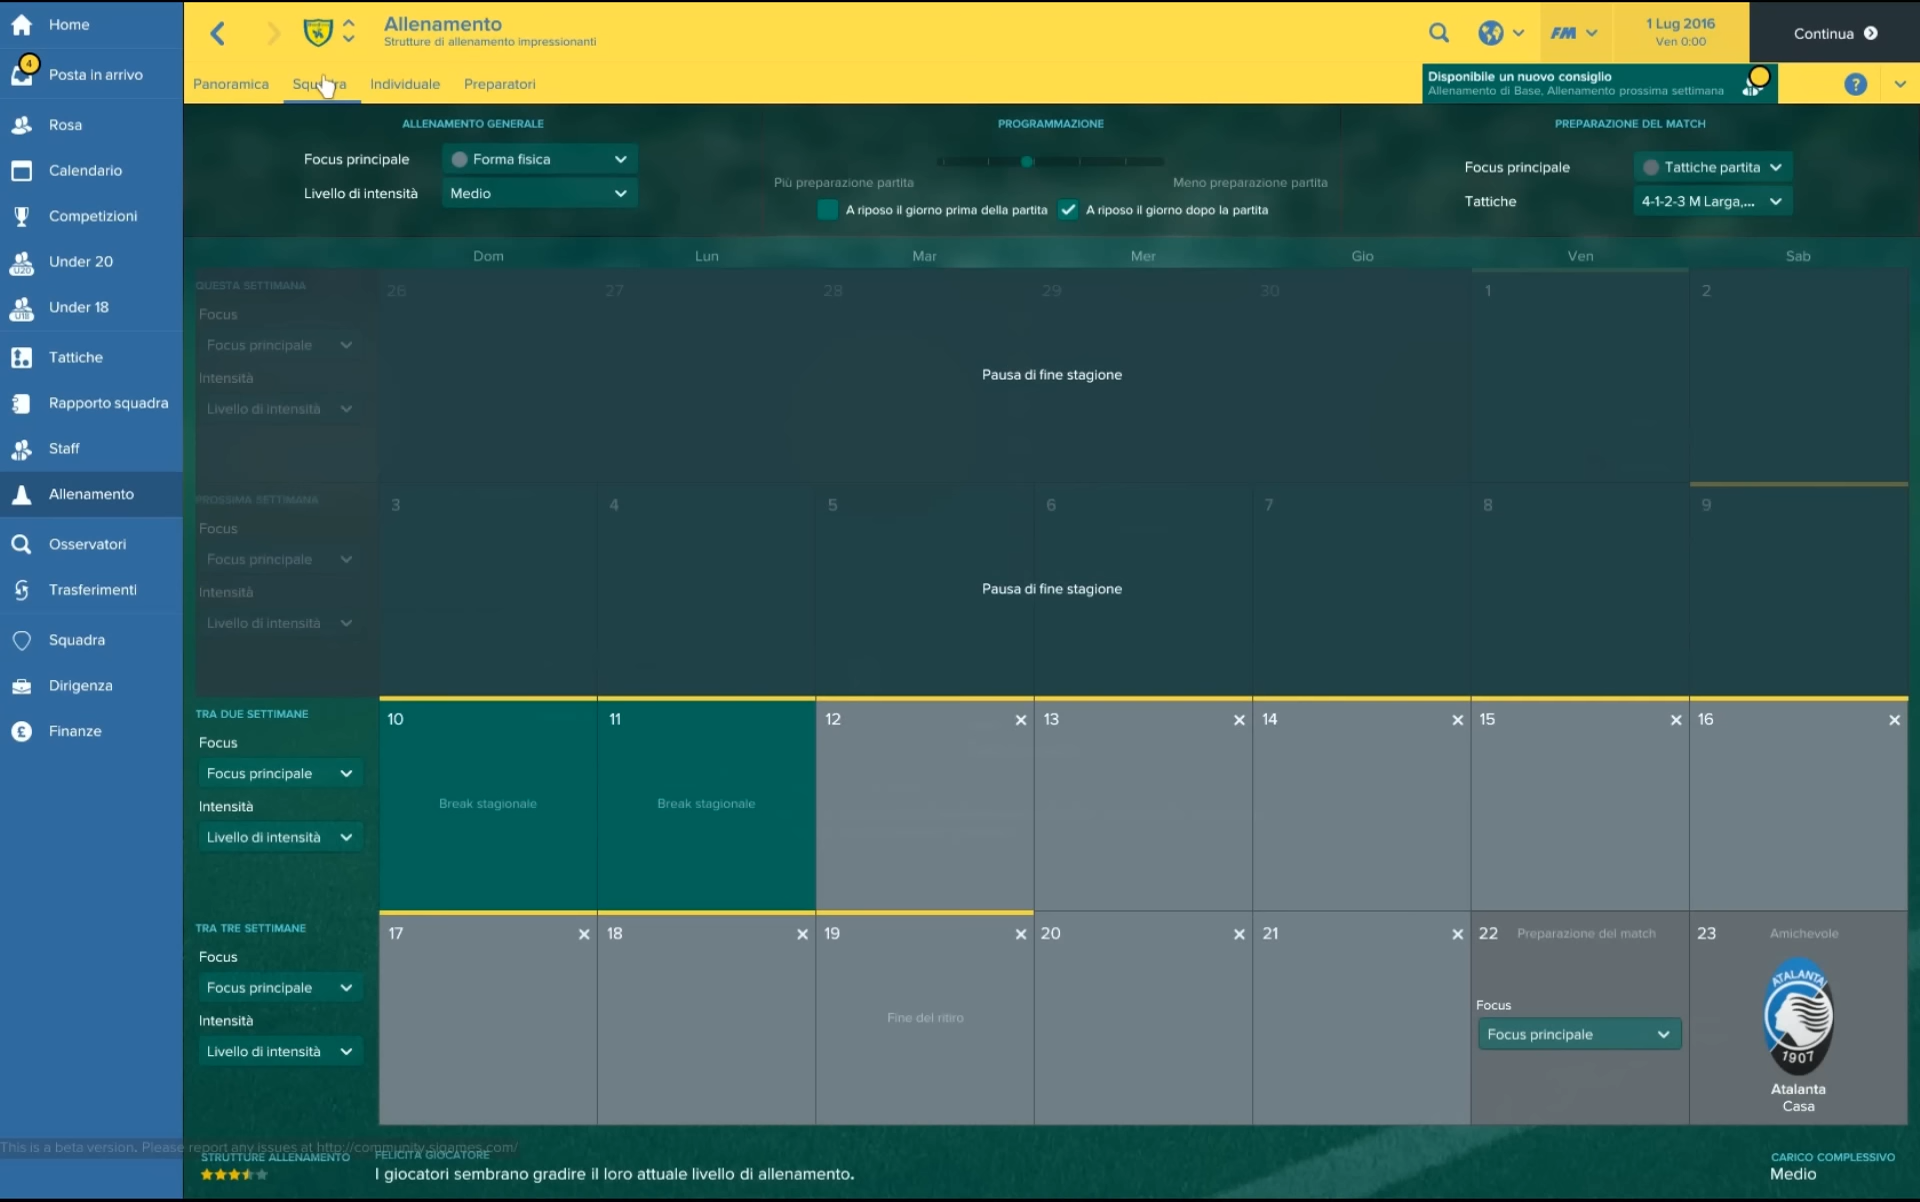 Home
Posta in arrivo
4
Rosa
Calendario
Competizioni
Under 20
Under 18
Tattiche
Rapporto squadra
Staff
Allenamento
Osservatori
Trasferimenti
Squadra
Dirigenza
Finanze
Allenamento
Strutture di allenamento impressionanti
FM
1 Lug 2016
Ven 0:00
Continua
Panoramica
Squadra
Individuale
Preparatori
Disponibile un nuovo consiglio
Allenamento di Base, Allenamento prossima settimana
?
ALLENAMENTO GENERALE
Focus principale
Forma fisica
Livello di intensità
Medio
PROGRAMMAZIONE
Più preparazione partita
Meno preparazione partita
A riposo il giorno prima della partita
A riposo il giorno dopo la partita
PREPARAZIONE DEL MATCH
Focus principale
Tattiche partita
Tattiche
4-1-2-3 M Larga,...
Dom Lun Mar Mer Gio Ven Sab
QUESTA SETTIMANA
Focus
Focus principale
Intensità
Livello di intensità
26 27 28 29 30 1 2
Pausa di fine stagione
PROSSIMA SETTIMANA
Focus
Focus principale
Intensità
Livello di intensità
3 4 5 6 7 8 9
Pausa di fine stagione
TRA DUE SETTIMANE
Focus
Focus principale
Intensità
Livello di intensità
10 11 12 13 14 15 16
Break stagionale
Break stagionale
TRA TRE SETTIMANE
Focus
Focus principale
Intensità
Livello di intensità
17 18 19 20 21 22 Preparazione del match 23 Amichevole
Fine del ritiro
Focus
Focus principale
ATALANTA
1907
Atalanta
Casa
This is a beta version. Please report any issues at http://community.sigames.com/
STRUTTURE ALLENAMENTO
FELICITÀ GIOCATORE
I giocatori sembrano gradire il loro attuale livello di allenamento.
CARICO COMPLESSIVO
Medio